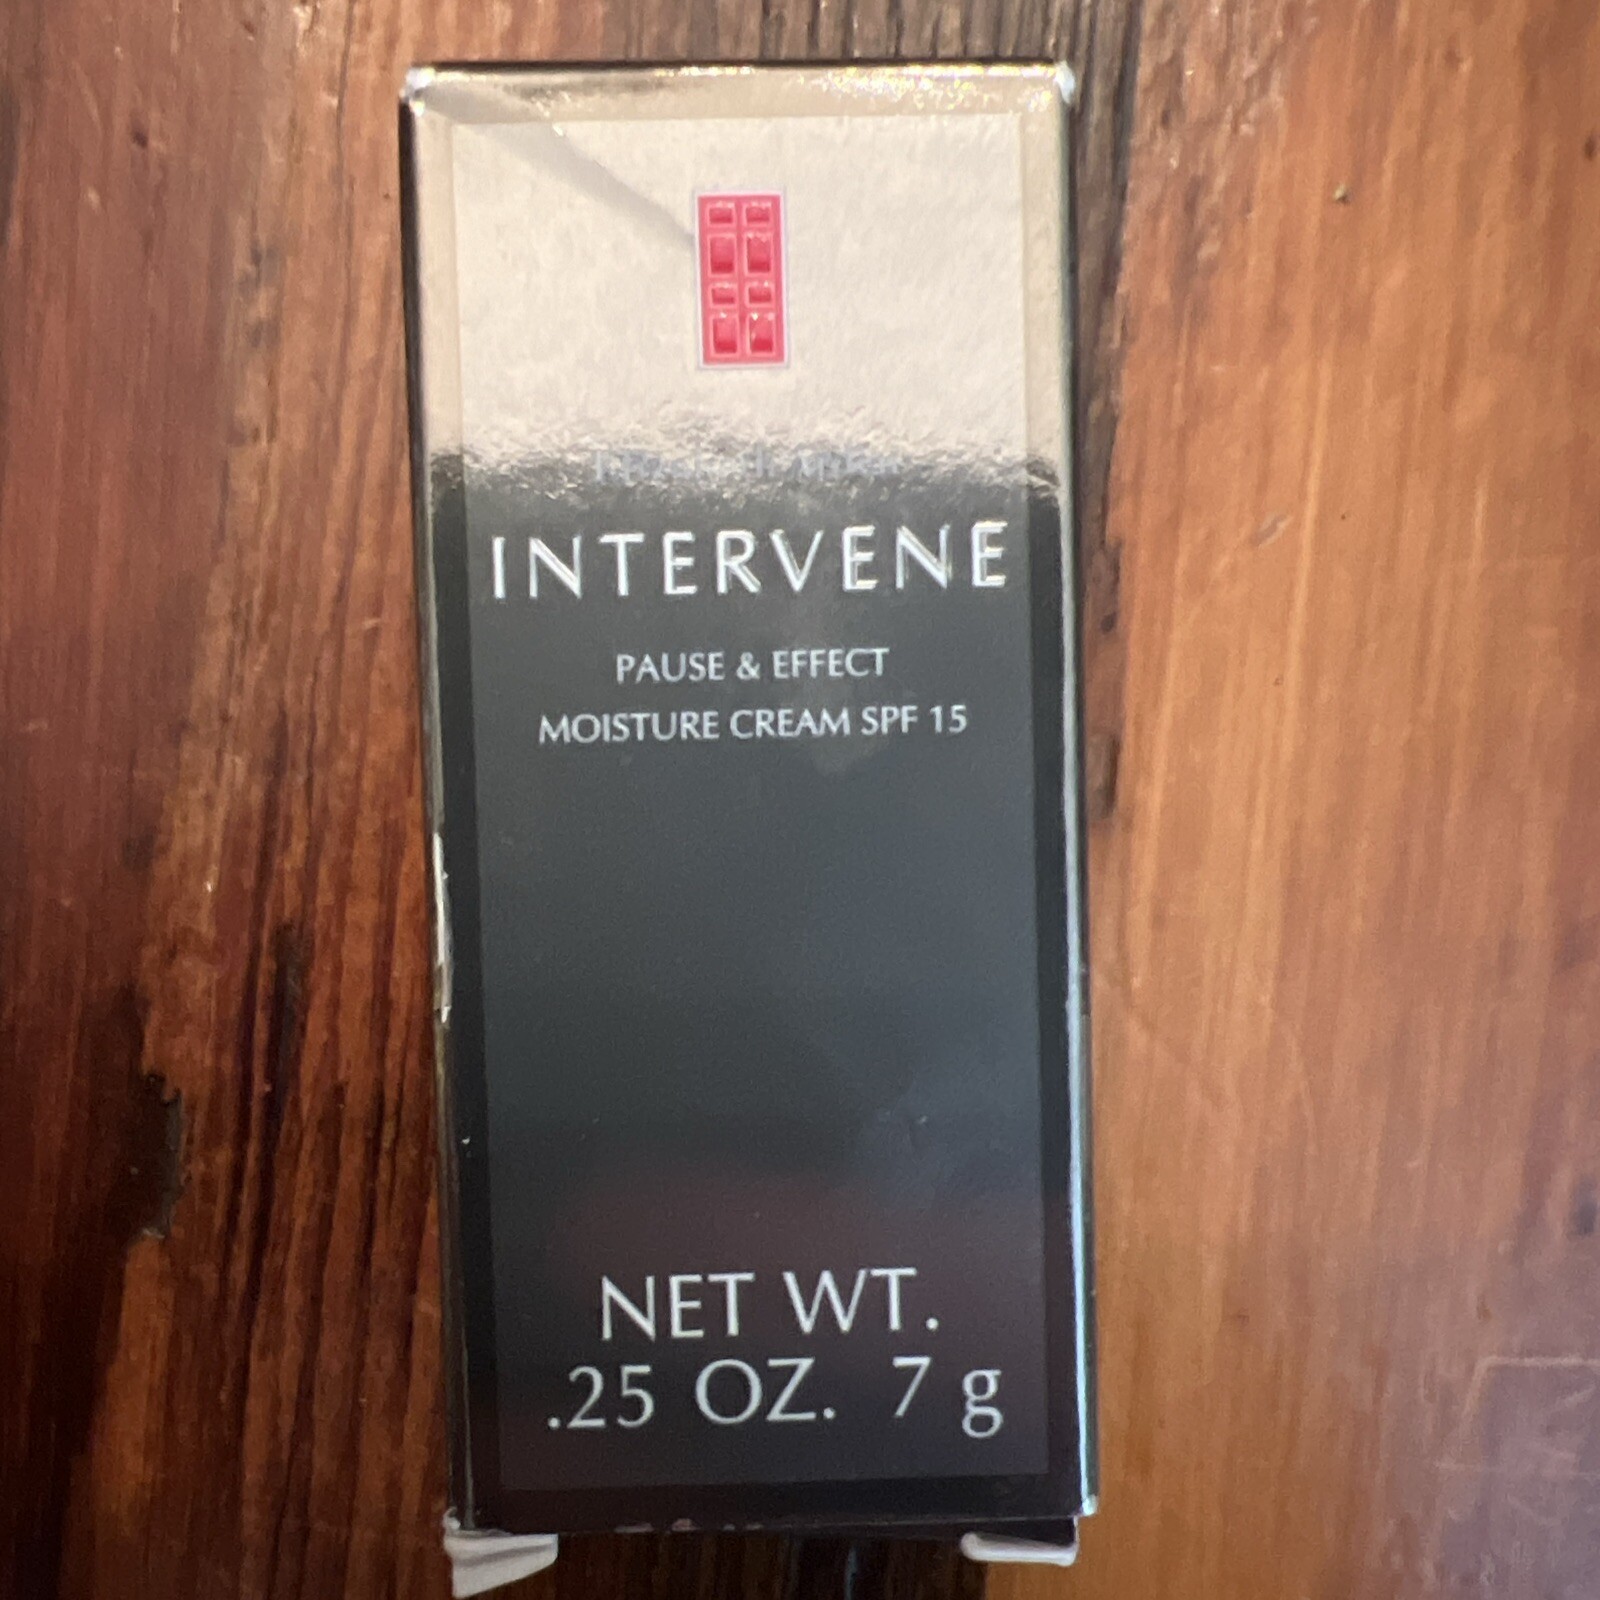 INTERVENE
PAUSE & EFFECT
MOISTURE CREAM SPF 15
NET WT.
.25 OZ. 7 g